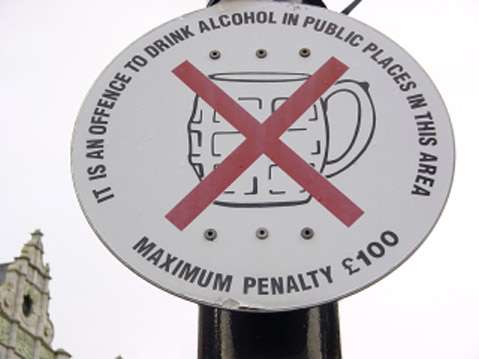 IT IS AN OFFENCE TO DRINK ALCOHOL IN PUBLIC PLACES IN THIS AREA
MAXIMUM PENALTY £100